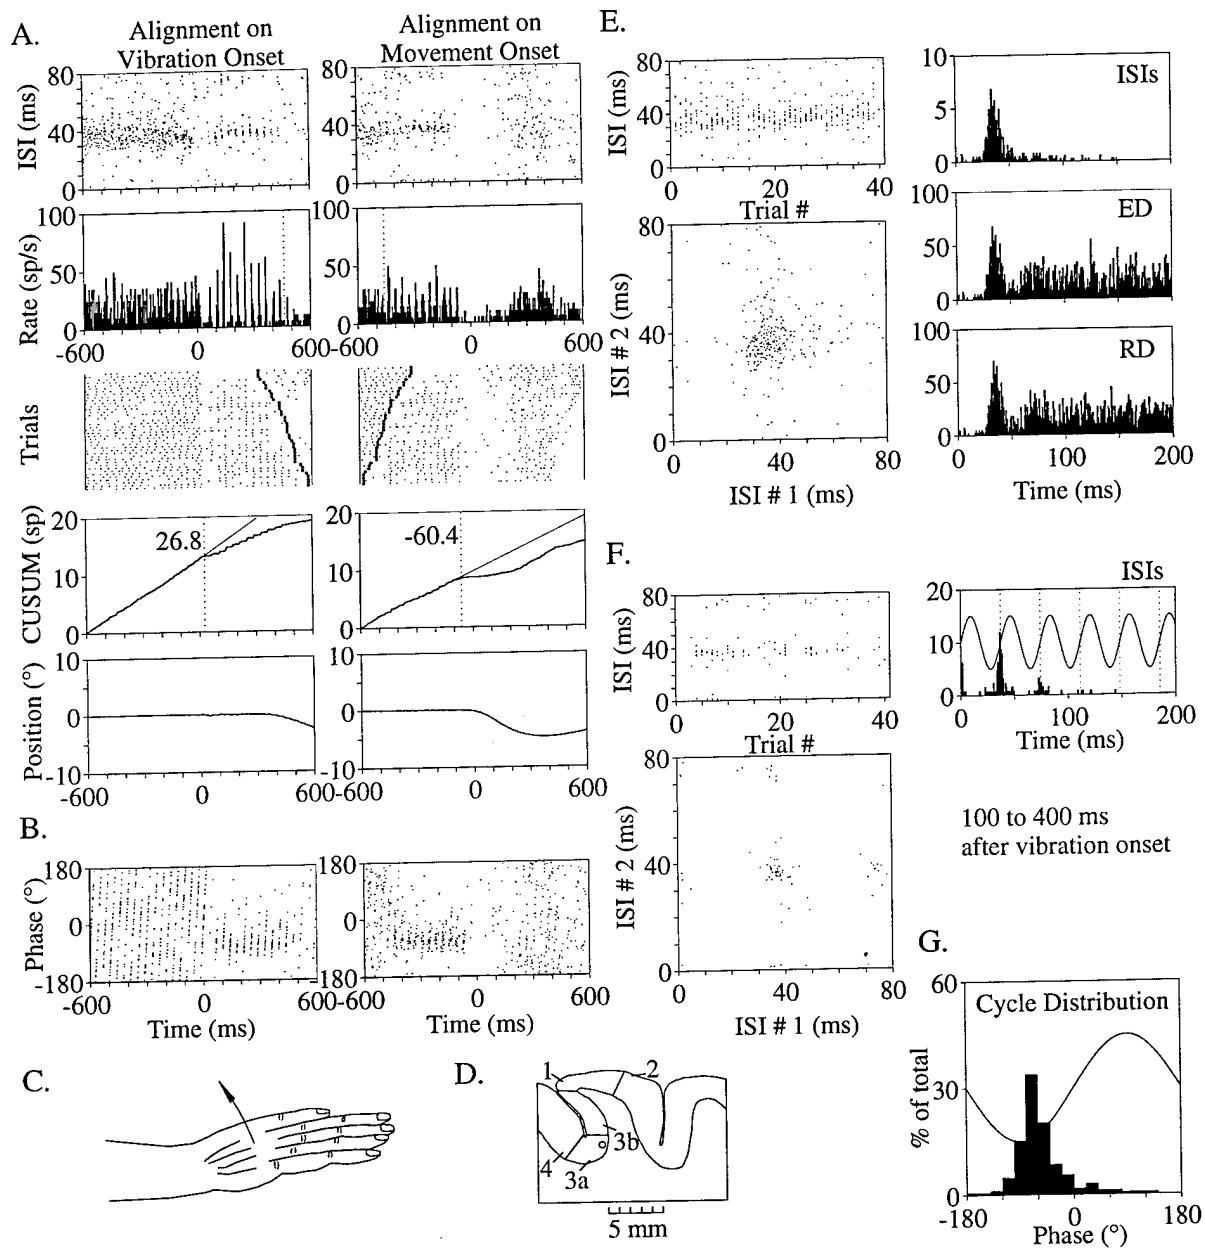 A.
Alignment on
Vibration Onset
Alignment on
Movement Onset
80
40
0
ISI (ms)
80
40
0
100
50
0
Rate (sp/s)
-600 0 600
100
50
0
-600 0 600
Trials
20
10
0
CUSUM (sp)
26.8
20
10
0
-60.4
10
0
-10
Position (°)
-600 0 600
10
0
-10
-600 0 600
B.
180
0
-180
Phase (°)
-600 0 600
Time (ms)
180
0
-180
-600 0 600
Time (ms)
C.
D.
1
2
3b
4
3a
5 mm
E.
80
40
0
ISI (ms)
0 20 40
Trial #
80
40
0
ISI # 2 (ms)
0 40 80
ISI # 1 (ms)
10
5
0
ISIs
100
50
0
ED
100
50
0
RD
0 100 200
Time (ms)
F.
80
40
0
ISI (ms)
0 20 40
Trial #
80
40
0
ISI # 2 (ms)
0 40 80
ISI # 1 (ms)
ISIs
20
10
0
0 100 200
Time (ms)
100 to 400 ms
after vibration onset
G.
60
30
0
% of total
Cycle Distribution
-180 0 180
Phase (°)